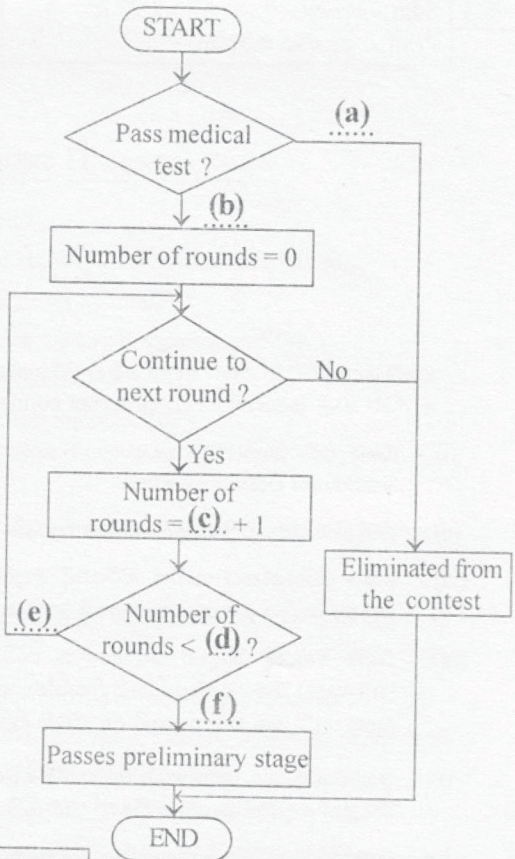 START
(a)
Pass medical
test ?
(b)
Number of rounds = 0
Continue to
next round ?
No
Yes
Number of
rounds = (c) + 1
Eliminated from
the contest
(e)
Number of
rounds < (d) ?
(f)
Passes preliminary stage
END